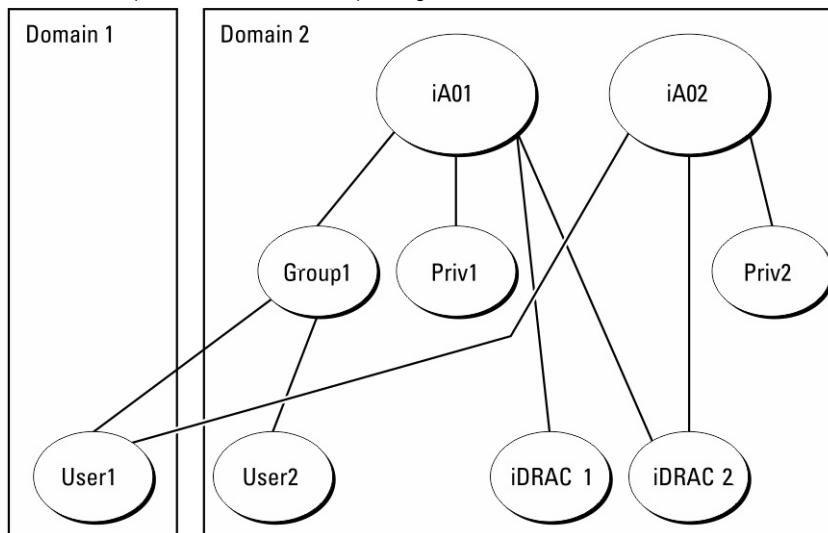 Domain 1
Domain 2
iA01
iA02
Group1
Priv1
Priv2
User1
User2
iDRAC 1
iDRAC 2